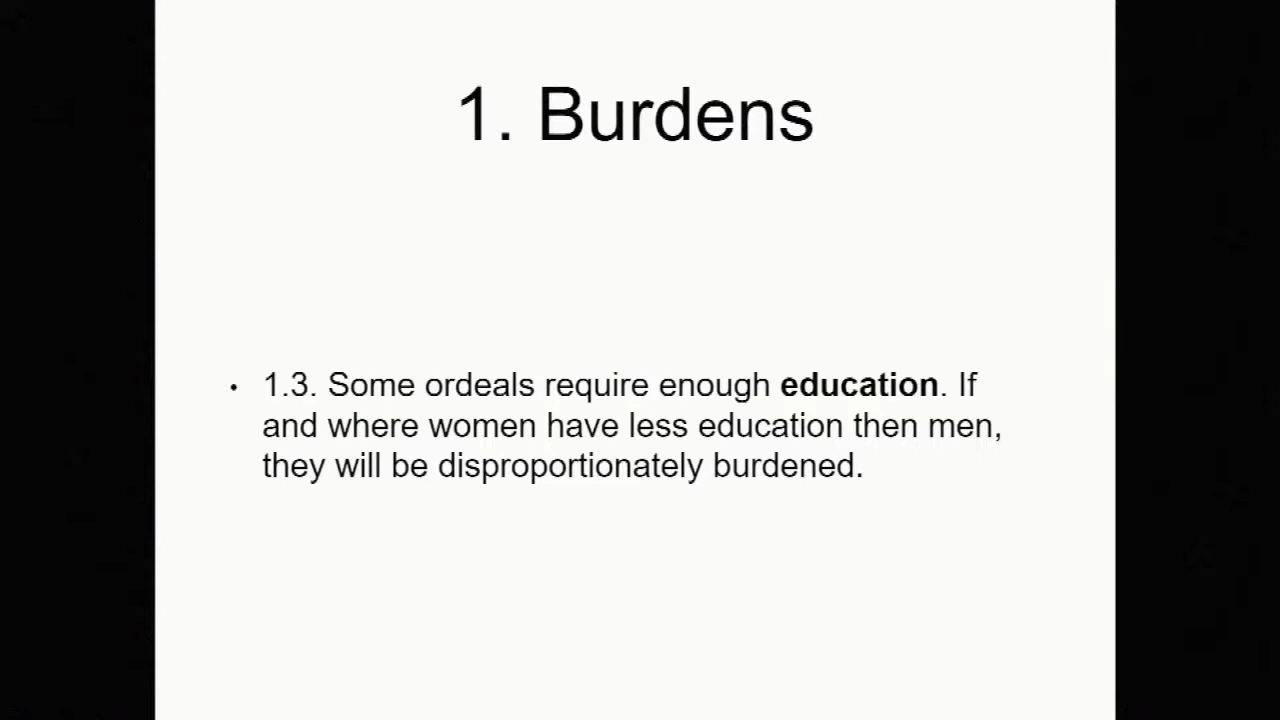 1. Burdens
• 1.3. Some ordeals require enough education. If
and where women have less education then men,
they will be disproportionately burdened.